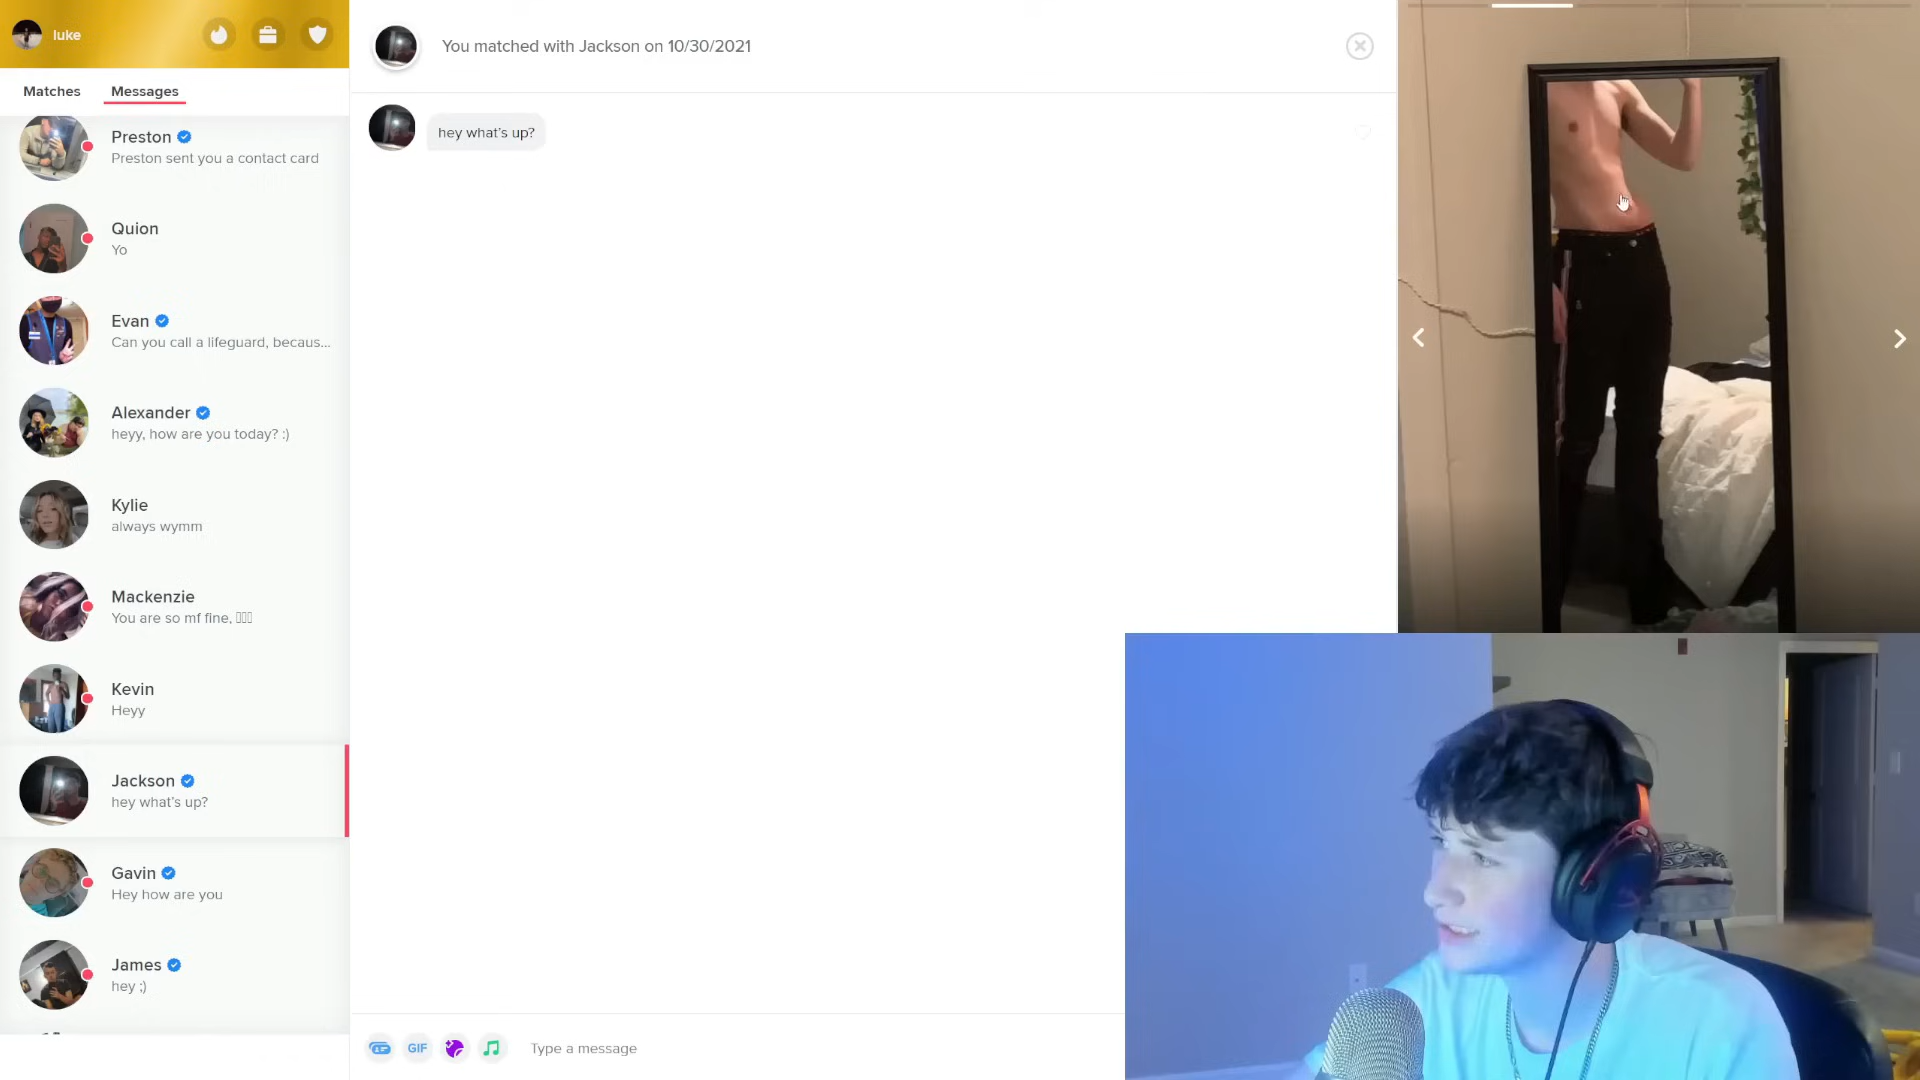 luke
Matches Messages
Preston
Preston sent you a contact card
Quion
Yo
Evan
Can you call a lifeguard, becaus...
Alexander
heyy, how are you today? :)
Kylie
always wymm
Mackenzie
You are so mf fine, 
Kevin
Heyy
Jackson
hey what's up?
Gavin
Hey how are you
James
hey ;)
You matched with Jackson on 10/30/2021
hey what's up?
GIF
Type a message